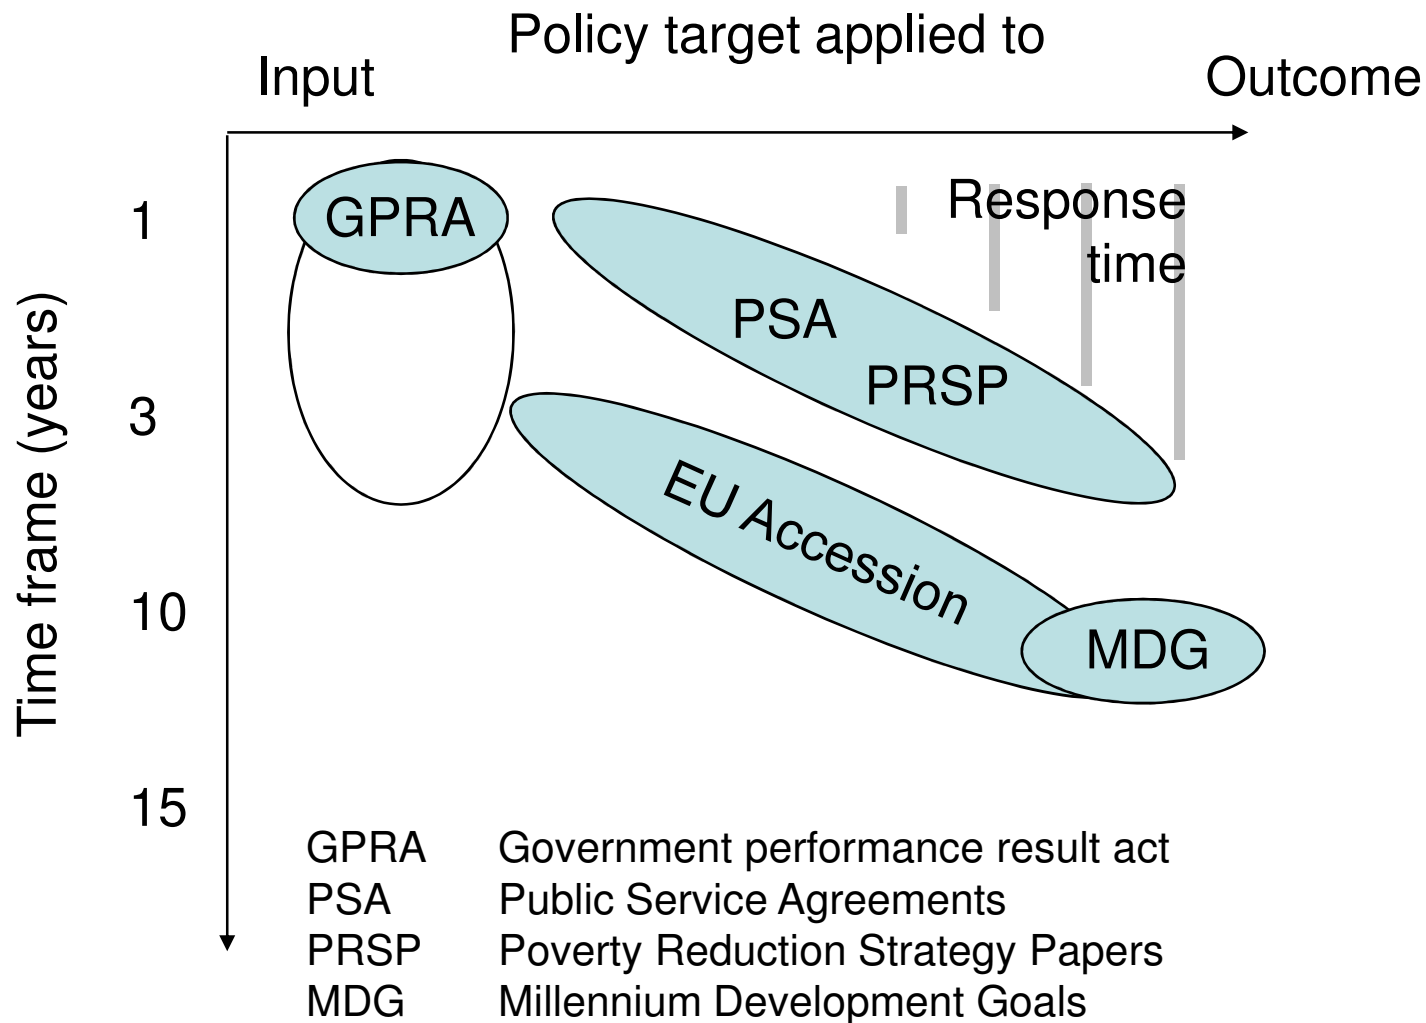 Policy target applied to
Input
Outcome
Time frame (years)
1
3
10
15
GPRA
Response
time
PSA
PRSP
EU Accession
MDG
GPRA Government performance result act
PSA Public Service Agreements
PRSP Poverty Reduction Strategy Papers
MDG Millennium Development Goals